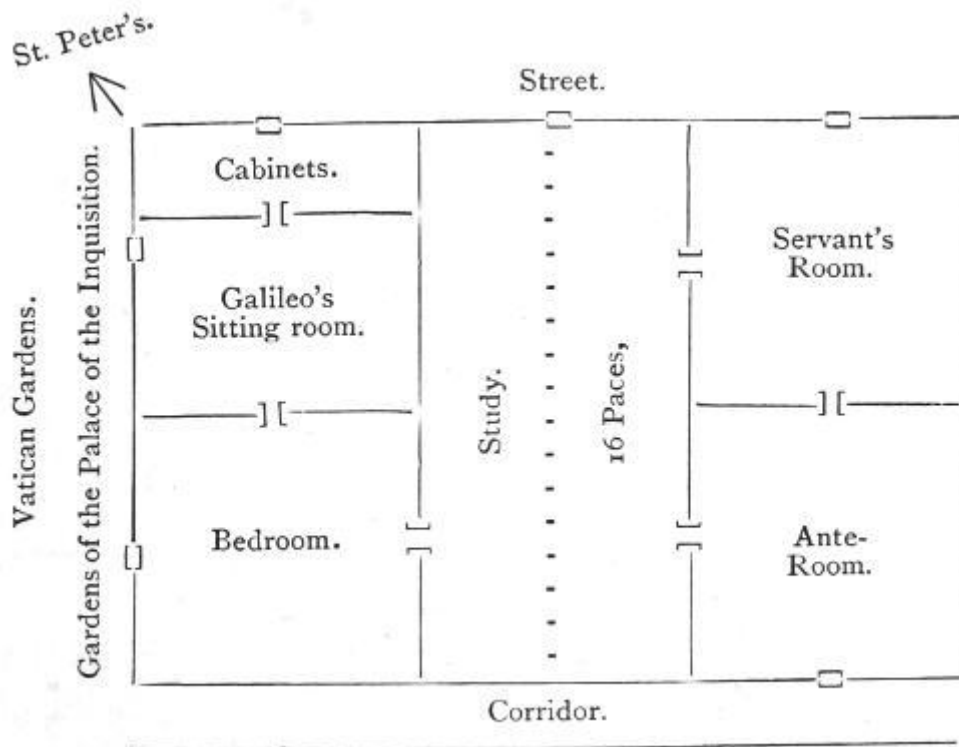 St. Peter's.
Street.
Cabinets.
Galileo's
Sitting room.
Bedroom.
Study.
16 Paces,
Servant's
Room.
Ante-
Room.
Vatican Gardens.
Gardens of the Palace of the Inquisition.
Corridor.